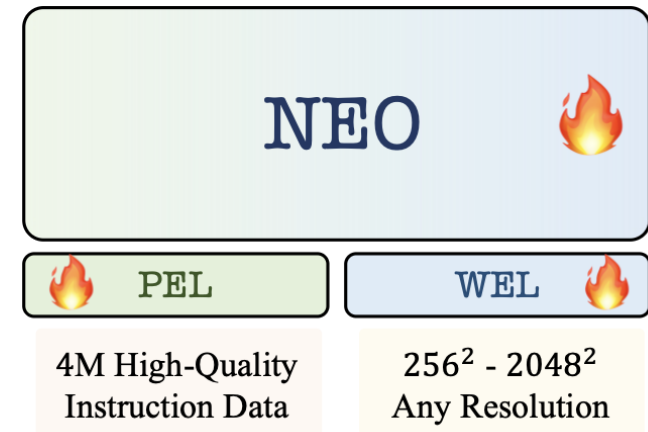 NEO
PEL
WEL
4M High-Quality
Instruction Data
256² - 2048²
Any Resolution